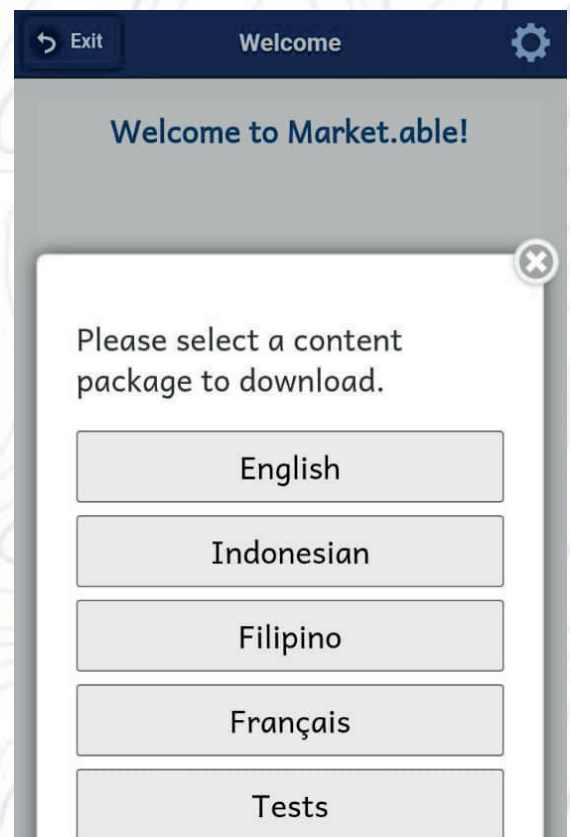 Exit
Welcome
Welcome to Market.able!
Please select a content
package to download.
English
Indonesian
Filipino
Français
Tests